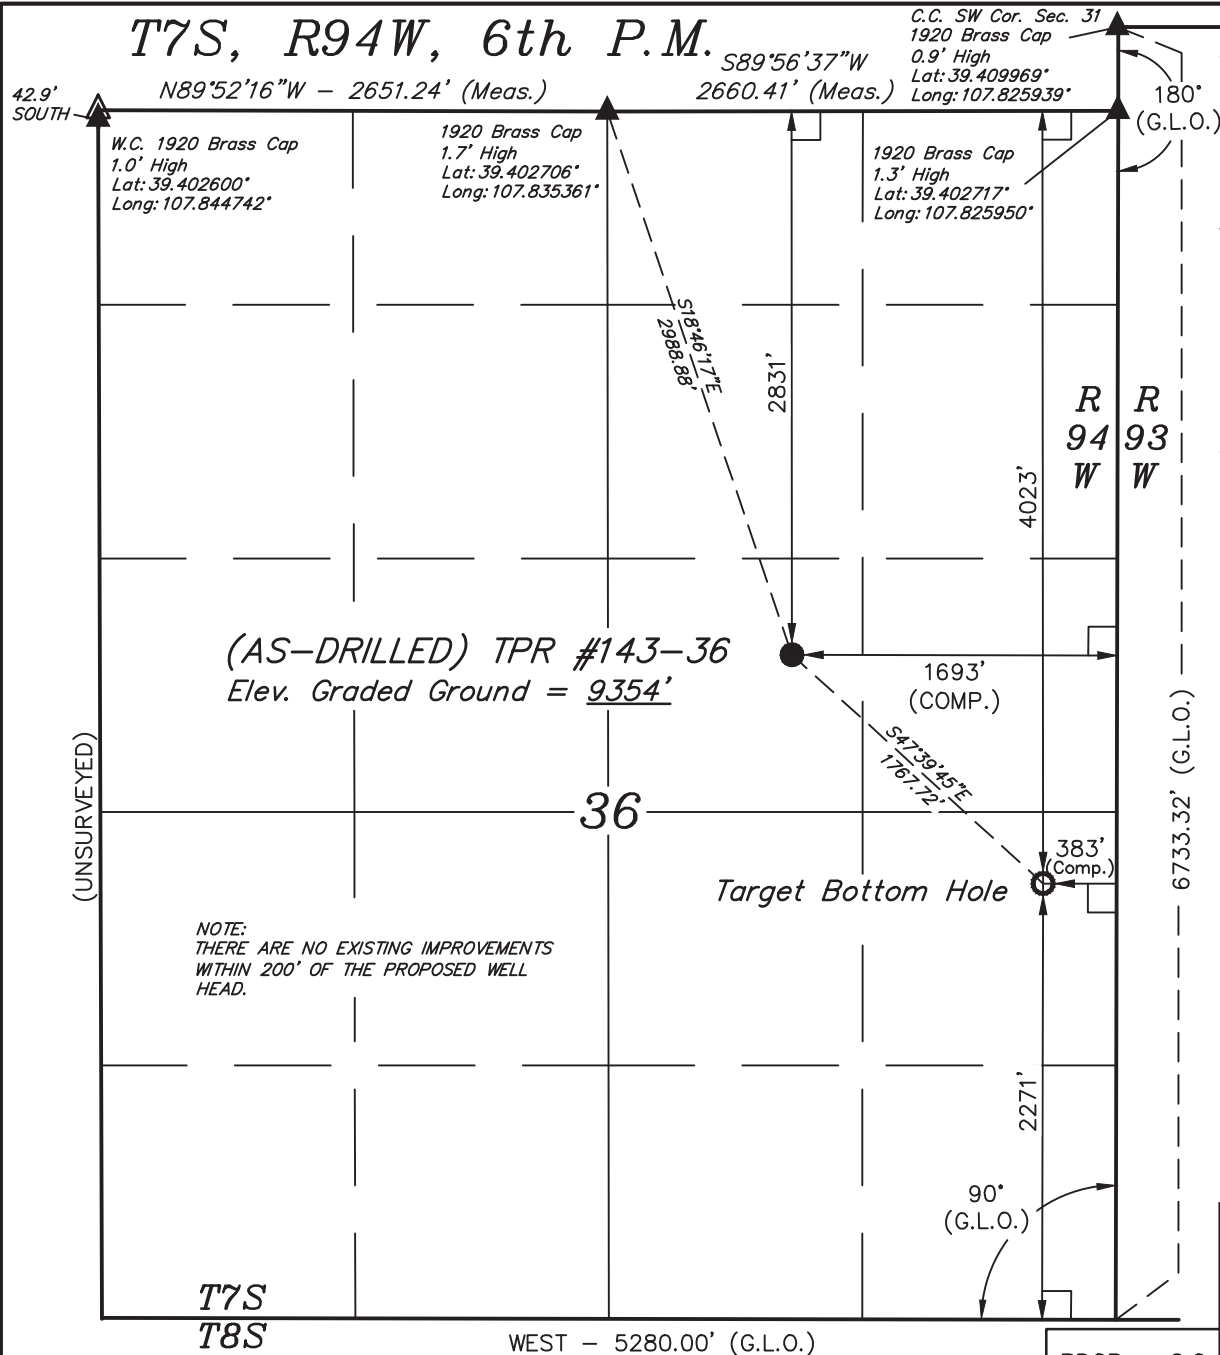 T7S, R94W, 6th P.M.
C.C. SW Cor. Sec. 31
1920 Brass Cap
0.9' High
Lat: 39.409969°
Long: 107.825939°
S89°56'37"W
2660.41' (Meas.)
N89°52'16"W – 2651.24' (Meas.)
42.9'
SOUTH
180°
(G.L.O.)
W.C. 1920 Brass Cap
1.0' High
Lat: 39.402600°
Long: 107.844742°
1920 Brass Cap
1.7' High
Lat: 39.402706°
Long: 107.835361°
1920 Brass Cap
1.3' High
Lat: 39.402717°
Long: 107.825950°
S18°46'17"E
2988.88'
2831'
4023'
R
94
W
R
93
W
(AS–DRILLED) TPR #143–36
Elev. Graded Ground = 9354'
1693'
(COMP.)
S47°39'45"E
1767.72'
6733.32' (G.L.O.)
(UNSURVEYED)
36
383'
(Comp.)
Target Bottom Hole
NOTE:
THERE ARE NO EXISTING IMPROVEMENTS
WITHIN 200' OF THE PROPOSED WELL
HEAD.
2271'
90°
(G.L.O.)
T7S
T8S
WEST – 5280.00' (G.L.O.)